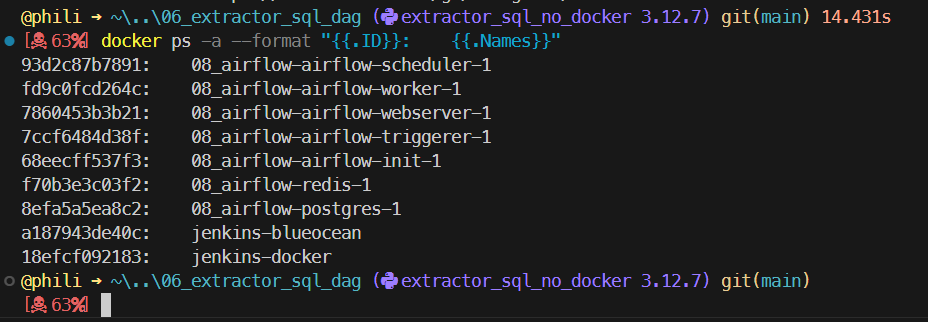 @phili → ~\..\06_extractor_sql_dag (extractor_sql_no_docker 3.12.7) git(main) 14.431s
[☠63%] docker ps -a --format "{{.ID}}:   {{.Names}}"
93d2c87b7891:   08_airflow-airflow-scheduler-1
fd9c0fcd264c:   08_airflow-airflow-worker-1
7860453b3b21:   08_airflow-airflow-webserver-1
7ccf6484d38f:   08_airflow-airflow-triggerer-1
68eecff537f3:   08_airflow-airflow-init-1
f70b3e3c03f2:   08_airflow-redis-1
8efa5a5ea8c2:   08_airflow-postgres-1
a187943de40c:   jenkins-blueocean
18efcf092183:   jenkins-docker
@phili → ~\..\06_extractor_sql_dag (extractor_sql_no_docker 3.12.7) git(main)
[☠63%]